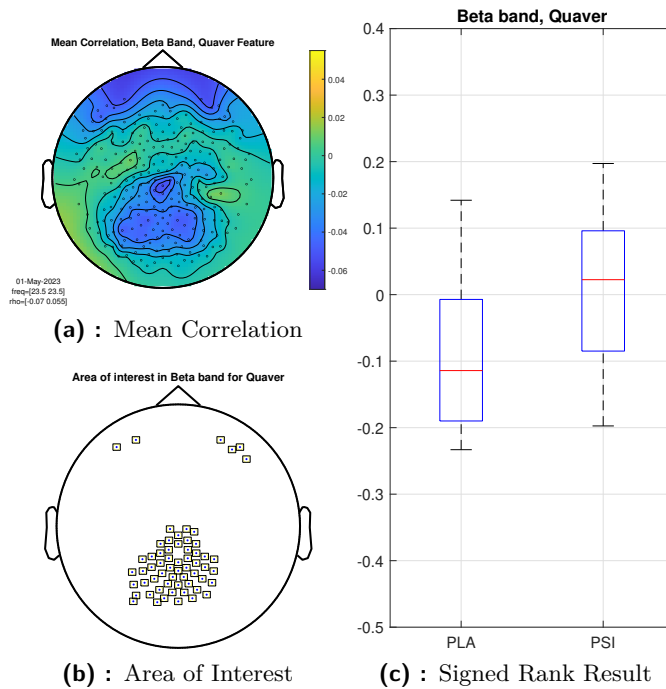 Mean Correlation, Beta Band, Quaver Feature
0.04
0.02
0
-0.02
-0.04
-0.06
01-May-2023
freq=[23.5 23.5]
rho=[-0.07 0.055]
(a) : Mean Correlation
Area of interest in Beta band for Quaver
(b) : Area of Interest
Beta band, Quaver
0.4
0.3
0.2
0.1
0
-0.1
-0.2
-0.3
-0.4
-0.5
PLA PSI
(c) : Signed Rank Result